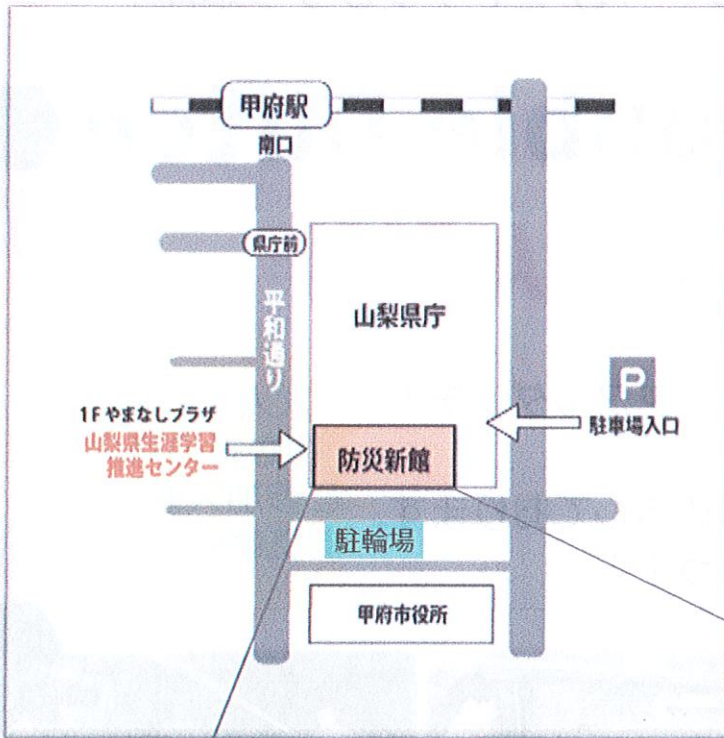 甲府駅
南口
県庁前
平和通り
山梨県庁
P
駐車場入口
1F やまなしプラザ
山梨県生涯学習
推進センター
防災新館
駐輪場
甲府市役所